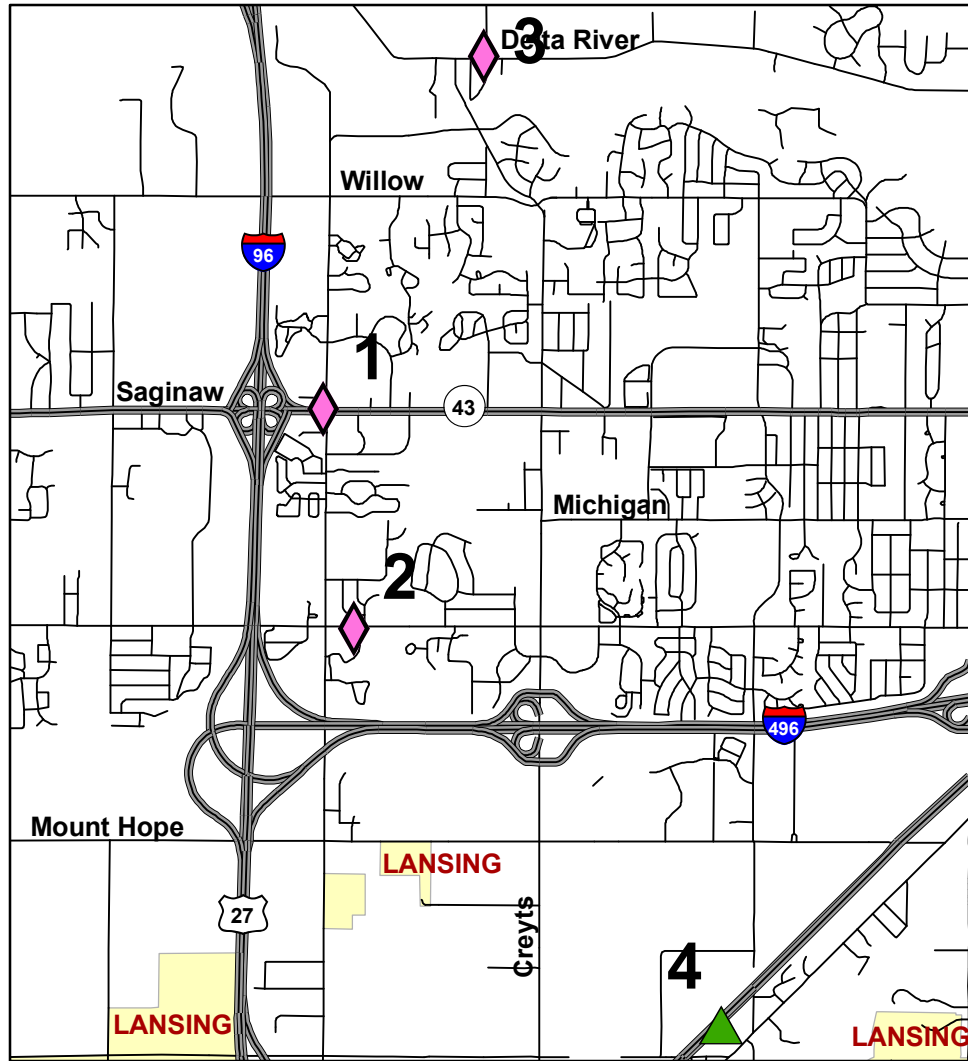 3
Delta River
Willow
96
1
Saginaw
43
Michigan
2
496
Mount Hope
LANSING
27
Creyts
4
LANSING
LANSING